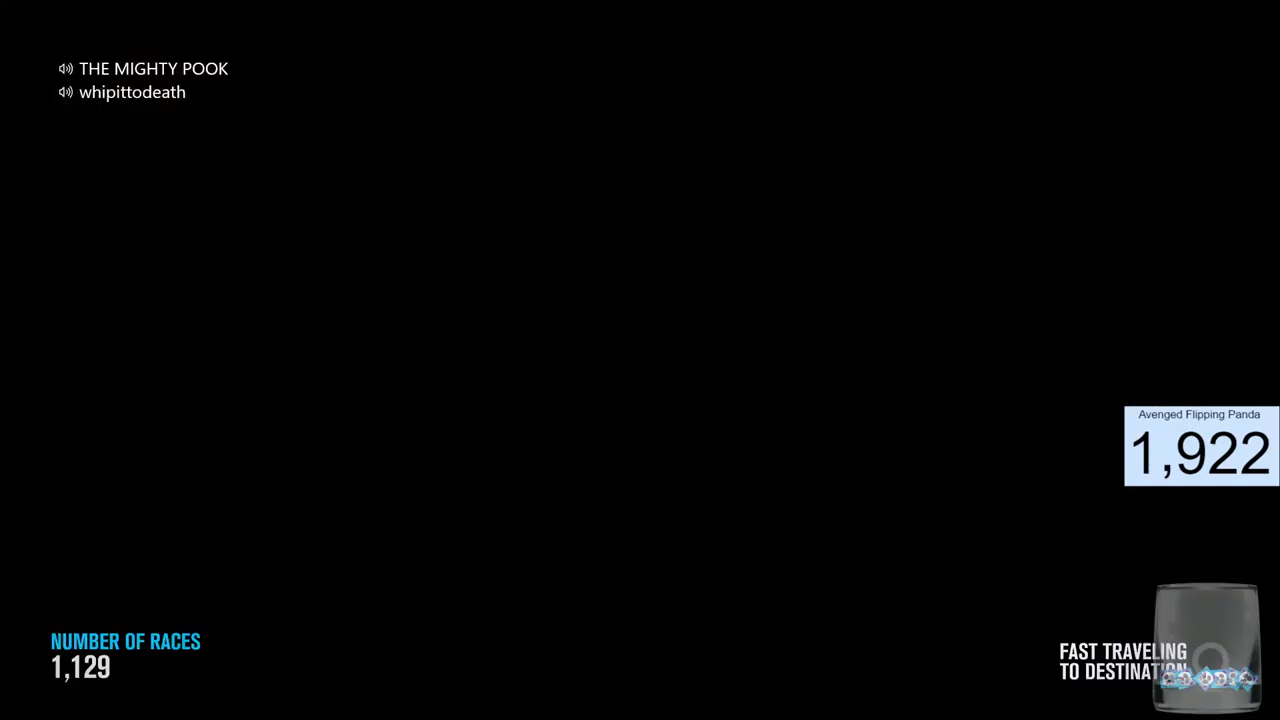 THE MIGHTY POOK
whipittodeath
Avenged Flipping Panda
1,922
NUMBER OF RACES
1,129
FAST TRAVELING
TO DESTINATION